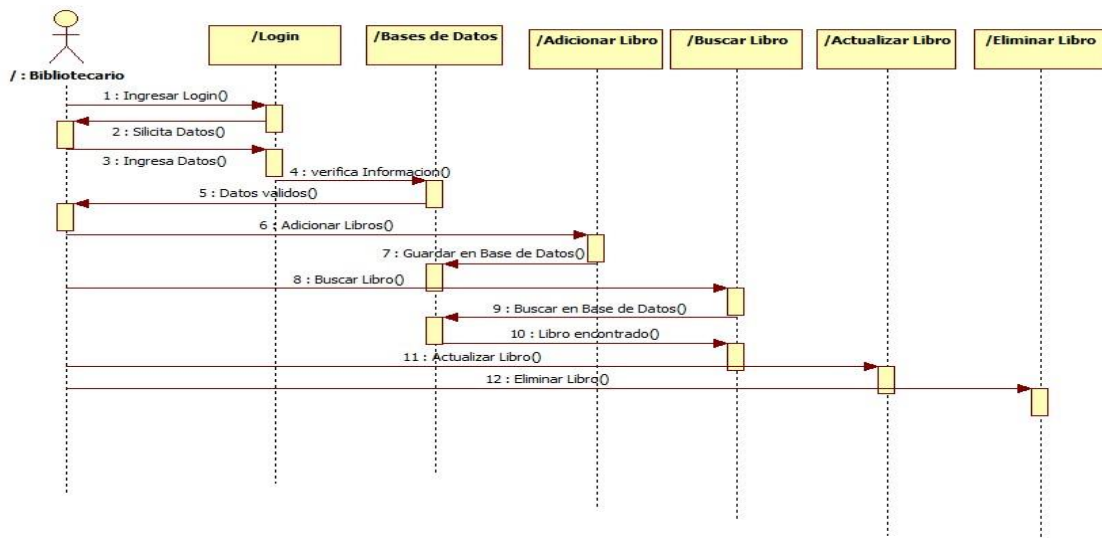 /Login
/Bases de Datos
/Adicionar Libro
/Buscar Libro
/Actualizar Libro
/Eliminar Libro
/ : Bibliotecario
1 : Ingresar Login()
2 : Silicita Datos()
3 : Ingresa Datos()
4 : verifica Informacion()
5 : Datos validos()
6 : Adicionar Libros()
7 : Guardar en Base de Datos()
8 : Buscar Libro()
9 : Buscar en Base de Datos()
10 : Libro encontrado()
11 : Actualizar Libro()
12 : Eliminar Libro()